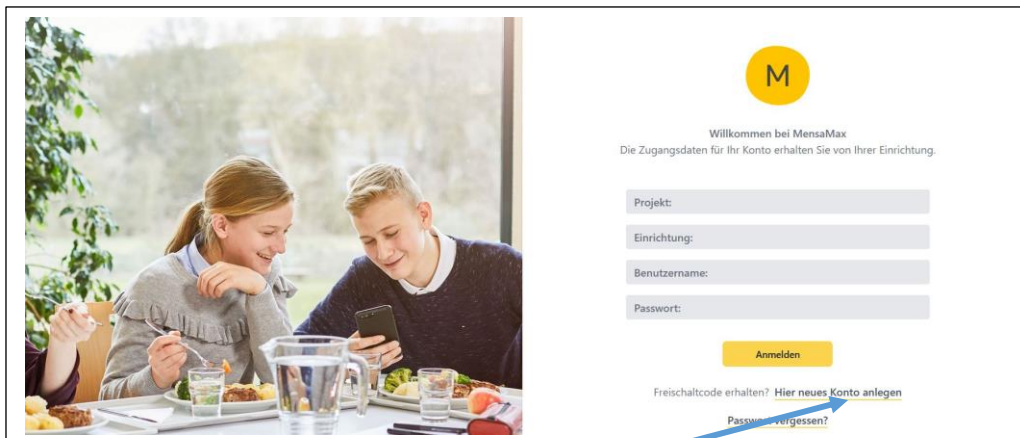 M
Willkommen bei MensaMax
Die Zugangsdaten für Ihr Konto erhalten Sie von Ihrer Einrichtung.
Projekt:
Einrichtung:
Benutzername:
Passwort:
Anmelden
Freischaltcode erhalten? Hier neues Konto anlegen
Passwort vergessen?